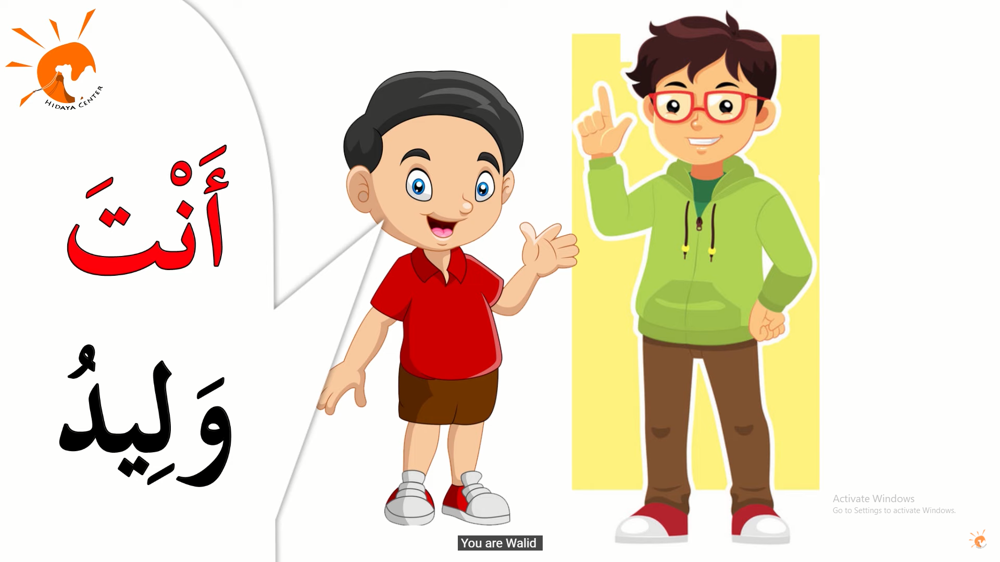 HIDAYA CENTER
أَنْتَ
وَلِيدُ
You are Walid
Activate Windows
Go to Settings to activate Windows.